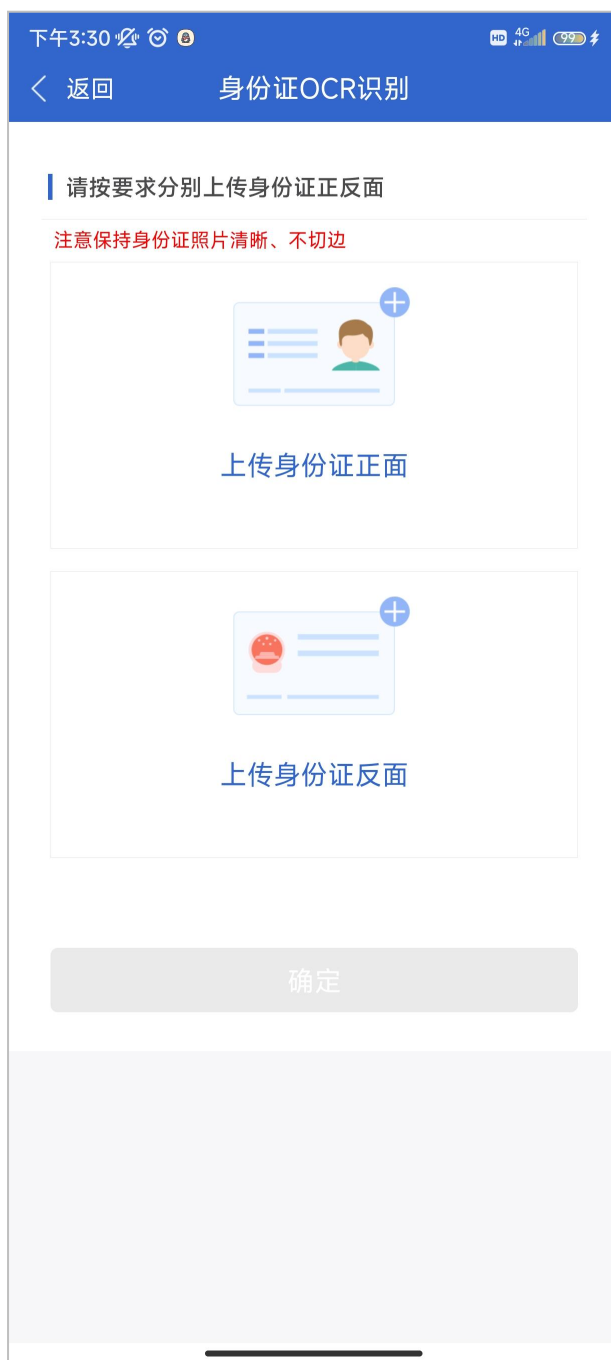 下午3:30
HD 4G 99
返回 身份证OCR识别
请按要求分别上传身份证正反面
注意保持身份证照片清晰、不切边
上传身份证正面
上传身份证反面
确定